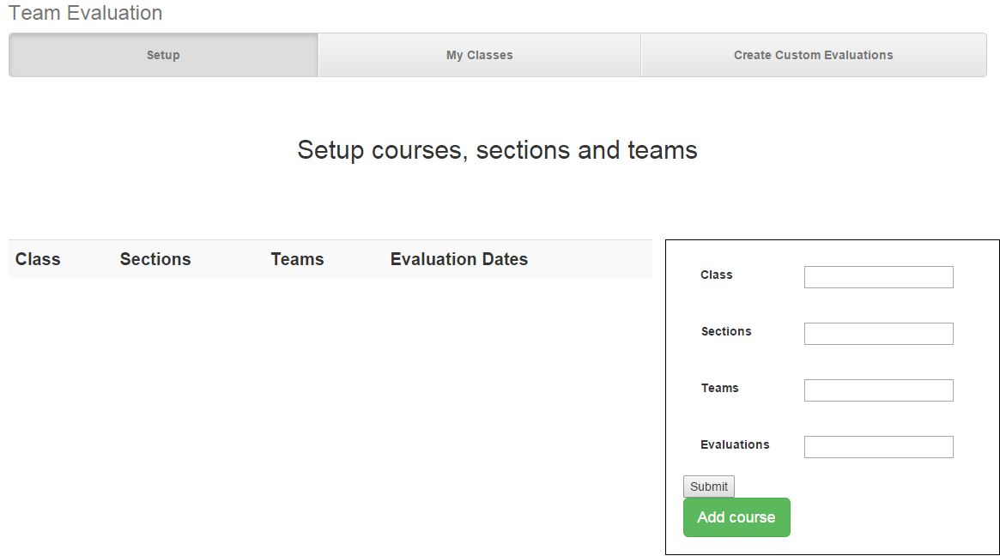 Team Evaluation
Setup My Classes Create Custom Evaluations
Setup courses, sections and teams
Class Sections Teams Evaluation Dates
Class
Sections
Teams
Evaluations
Submit
Add course